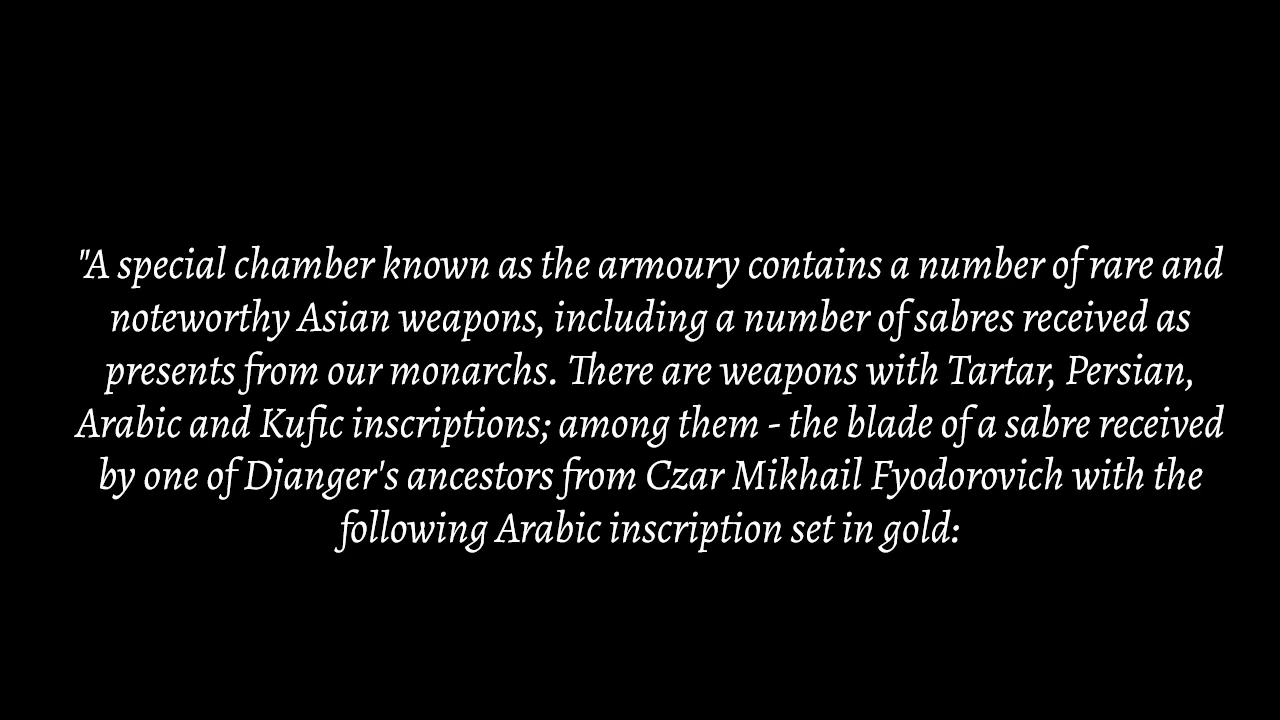 "A special chamber known as the armoury contains a number of rare and
noteworthy Asian weapons, including a number of sabres received as
presents from our monarchs. There are weapons with Tartar, Persian,
Arabic and Kufic inscriptions; among them - the blade of a sabre received
by one of Djanger's ancestors from Czar Mikhail Fyodorovich with the
following Arabic inscription set in gold: